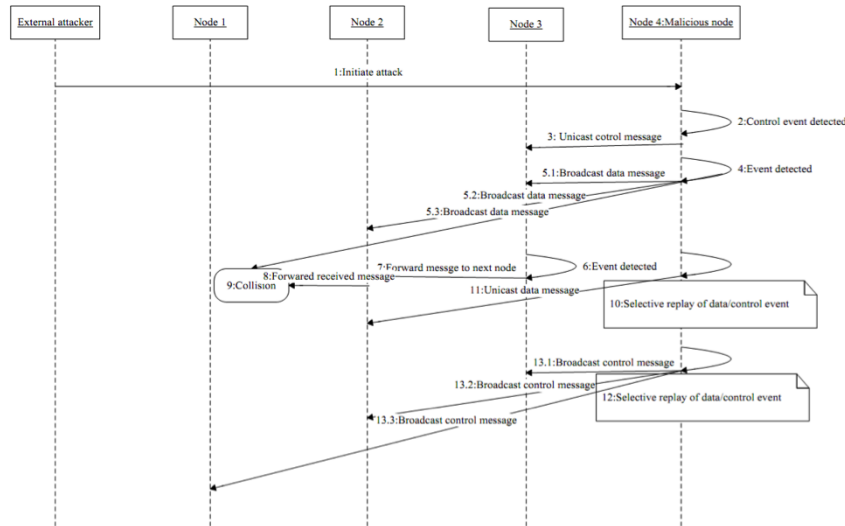 External attacker
Node 1
Node 2
Node 3
Node 4:Malicious node
1:Initiate attack
2:Control event detected
3: Unicast cotrol message
4:Event detected
5.1:Broadcast data message
5.2:Broadcast data message
5.3:Broadcast data message
6:Event detected
7:Forward messge to next node
8:Forwared received message
9:Collision
11:Unicast data message
10:Selective replay of data/control event
13.1:Broadcast control message
13.2:Broadcast control message
12:Selective replay of data/control event
13.3:Broadcast control message